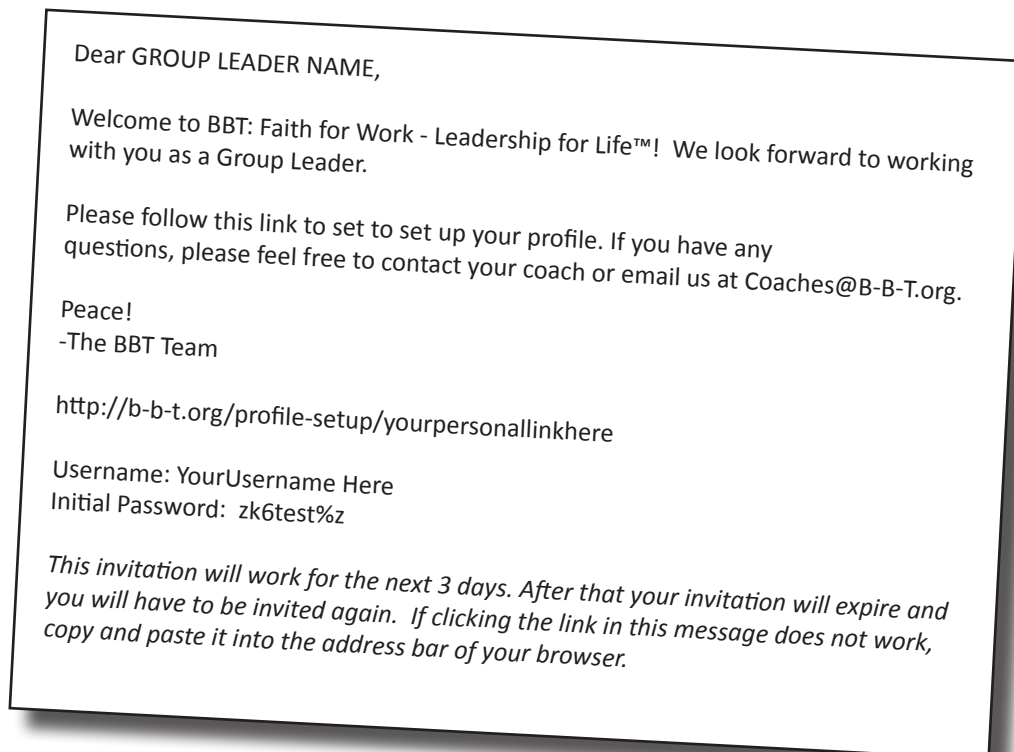 Dear GROUP LEADER NAME,
Welcome to BBT: Faith for Work - Leadership for Life™!  We look forward to working
with you as a Group Leader.
Please follow this link to set to set up your profile. If you have any
questions, please feel free to contact your coach or email us at Coaches@B-B-T.org.
Peace!
-The BBT Team
http://b-b-t.org/profile-setup/yourpersonallinkhere
Username: YourUsername Here
Initial Password:  zk6test%z
This invitation will work for the next 3 days. After that your invitation will expire and
you will have to be invited again.  If clicking the link in this message does not work,
copy and paste it into the address bar of your browser.